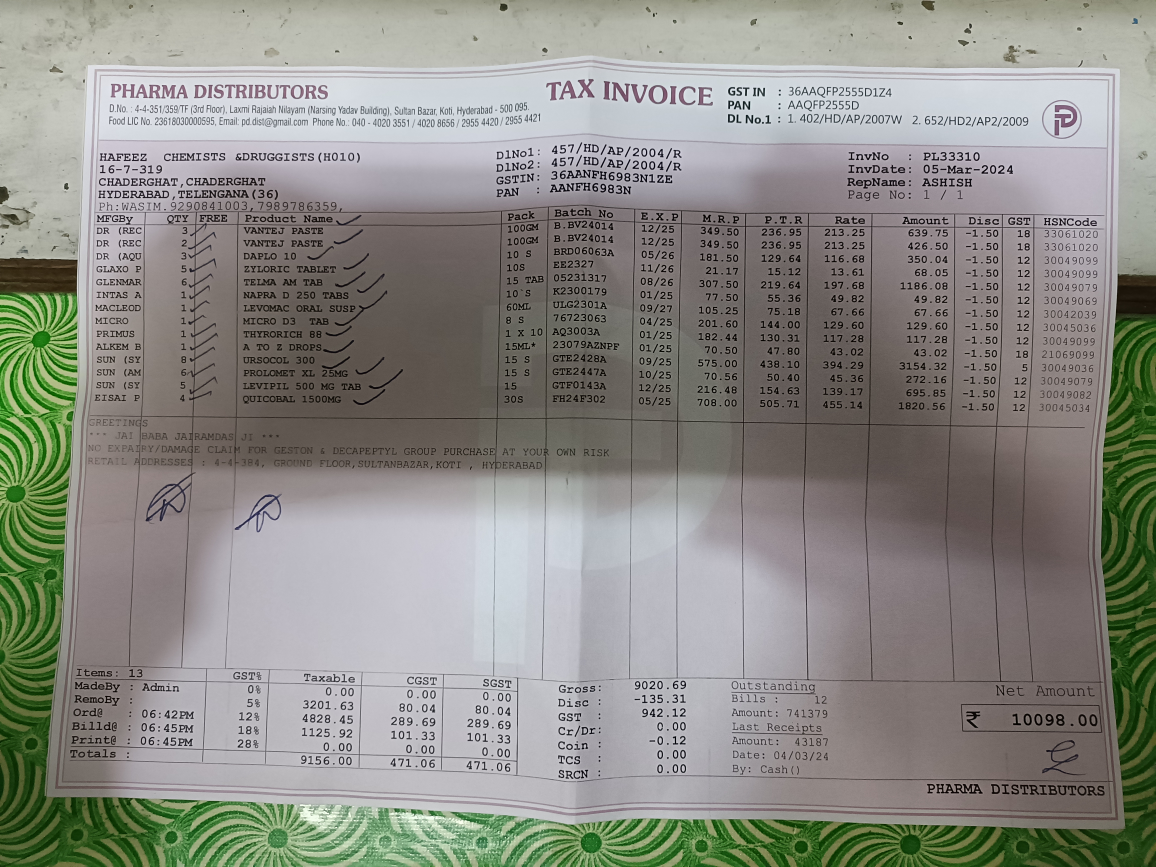 PHARMA DISTRIBUTORS
D.No. : 4-4-351/359/TF (3rd Floor), Laxmi Rajaiah Nilayam (Narsing Yadav Building), Sultan Bazar, Koti, Hyderabad - 500 095.
Food LIC No. 23618030000595, Email: pd.dist@gmail.com Phone No.: 040 - 4020 3551 / 4020 8656 / 2955 4420 / 2955 4421
TAX INVOICE
GST IN : 36AAQFP2555D1Z4
PAN : AAQFP2555D
DL No.1 : 1. 402/HD/AP/2007W 2. 652/HD2/AP2/2009
HAFEEZ CHEMISTS &DRUGGISTS(H010)
16-7-319
CHADERGHAT,CHADERGHAT
HYDERABAD,TELENGANA(36)
Ph:WASIM.9290841003,7989786359,
DlNo1: 457/HD/AP/2004/R
DlNo2: 457/HD/AP/2004/R
GSTIN: 36AANFH6983N1ZE
PAN : AANFH6983N
InvNo : PL33310
InvDate: 05-Mar-2024
RepName: ASHISH
Page No: 1 / 1
MFGBy QTY FREE Product Name Pack Batch No E.X.P M.R.P P.T.R Rate Amount Disc GST HSNCode
DR (REC 3 VANTEJ PASTE 100GM B.BV24014 12/25 349.50 236.95 213.25 639.75 -1.50 18 33061020
DR (REC 2 VANTEJ PASTE 100GM B.BV24014 12/25 349.50 236.95 213.25 426.50 -1.50 18 33061020
DR (AQU 3 DAPLO 10 10 S BRD06063A 05/26 181.50 129.64 116.68 350.04 -1.50 12 30049099
GLAXO P 5 ZYLORIC TABLET 10S EE2327 11/26 21.17 15.12 13.61 68.05 -1.50 12 30049099
GLENMAR 6 TELMA AM TAB 15 TAB 05231317 08/26 307.50 219.64 197.68 1186.08 -1.50 12 30049079
INTAS A 1 NAPRA D 250 TABS 10`S K2300179 01/25 77.50 55.36 49.82 49.82 -1.50 12 30049069
MACLEOD 1 LEVOMAC ORAL SUSP 60ML ULG2301A 09/27 105.25 75.18 67.66 67.66 -1.50 12 30042039
MICRO 1 MICRO D3 TAB 8 S 76723063 04/25 201.60 144.00 129.60 129.60 -1.50 12 30045036
PRIMUS 1 THYRORICH 88 1 X 10 AQ3003A 01/25 182.44 130.31 117.28 117.28 -1.50 12 30049099
ALKEM B 1 A TO Z DROPS 15ML* 23079AZNPF 01/25 70.50 47.80 43.02 43.02 -1.50 18 21069099
SUN (SY 8 URSOCOL 300 15 S GTE2428A 09/25 575.00 438.10 394.29 3154.32 -1.50 5 30049036
SUN (AM 6 PROLOMET XL 25MG 15 S GTE2447A 10/25 70.56 50.40 45.36 272.16 -1.50 12 30049079
SUN (SY 5 LEVIPIL 500 MG TAB 15 GTF0143A 12/25 216.48 154.63 139.17 695.85 -1.50 12 30049082
EISAI P 4 QUICOBAL 1500MG 30S FH24F302 05/25 708.00 505.71 455.14 1820.56 -1.50 12 30045034
GREETINGS
*** JAI BABA JAIRAMDAS JI ***
NO EXPAIRY/DAMAGE CLAIM FOR GESTON & DECAPEPTYL GROUP PURCHASE AT YOUR OWN RISK
RETAIL ADDRESSES : 4-4-384, GROUND FLOOR,SULTANBAZAR,KOTI , HYDERABAD
Items: 13
MadeBy : Admin
RemoBy :
Ord@ : 06:42PM
Billd@ : 06:45PM
Print@ : 06:45PM
Totals :
GST% Taxable CGST SGST
0% 0.00 0.00 0.00
5% 3201.63 80.04 80.04
12% 4828.45 289.69 289.69
18% 1125.92 101.33 101.33
28% 0.00 0.00 0.00
9156.00 471.06 471.06
Gross: 9020.69
Disc : -135.31
GST : 942.12
Cr/Dr: 0.00
Coin : -0.12
TCS : 0.00
SRCN : 0.00
Outstanding
Bills : 12
Amount: 741379
Last Receipts
Amount: 43187
Date: 04/03/24
By: Cash()
Net Amount
₹ 10098.00
PHARMA DISTRIBUTORS